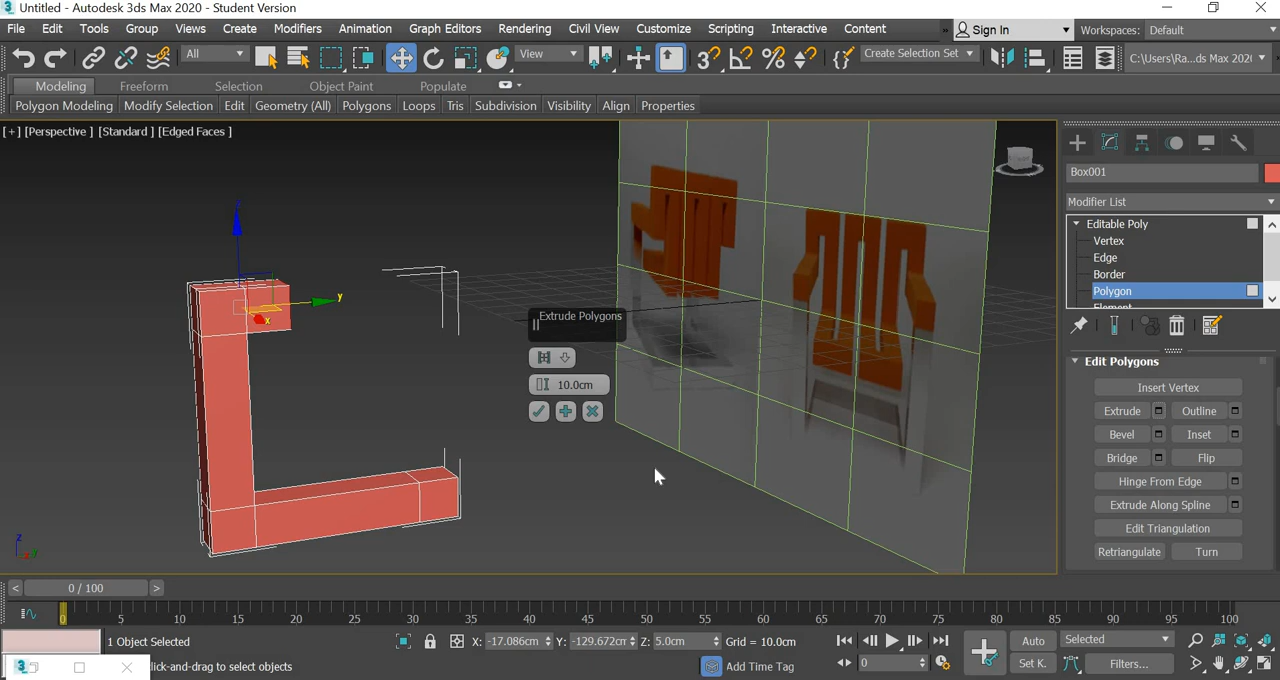 Untitled - Autodesk 3ds Max 2020 - Student Version
File Edit Tools Group Views Create Modifiers Animation Graph Editors Rendering Civil View Customize Scripting Interactive Content » Sign In Workspaces: Default
All View Create Selection Set C:\Users\Ra...ds Max 202(
Modeling Freeform Selection Object Paint Populate
Polygon Modeling Modify Selection Edit Geometry (All) Polygons Loops Tris Subdivision Visibility Align Properties
[+] [Perspective ] [Standard ] [Edged Faces ]
Box001
Modifier List
Editable Poly
Vertex
Edge
Border
Polygon
Element
z
y
x
Extrude Polygons
10.0cm
Edit Polygons
Insert Vertex
Extrude Outline
Bevel Inset
Bridge Flip
Hinge From Edge
Extrude Along Spline
Edit Triangulation
Retriangulate Turn
z
< 0 / 100 >
0 5 10 15 20 25 30 35 40 45 50 55 60 65 70 75 80 85 90 95 100
1 Object Selected X: -17.086cm Y: -129.672cm Z: 5.0cm Grid = 10.0cm Auto Selected
lick-and-drag to select objects Add Time Tag 0 Set K. Filters...
3